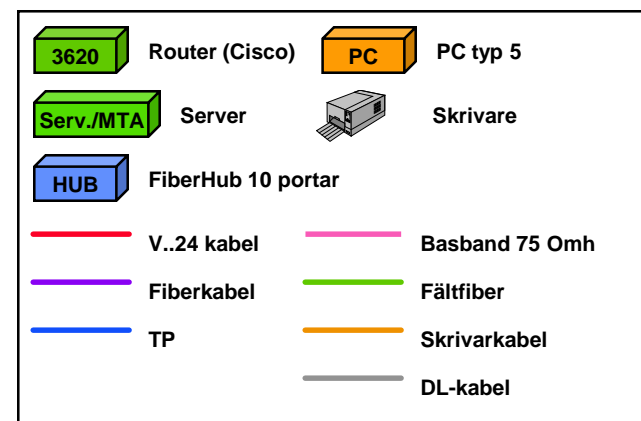 3620 Router (Cisco) PC PC typ 5
Serv./MTA Server Skrivare
HUB FiberHub 10 portar
V..24 kabel Basband 75 Omh
Fiberkabel Fältfiber
TP Skrivarkabel
DL-kabel